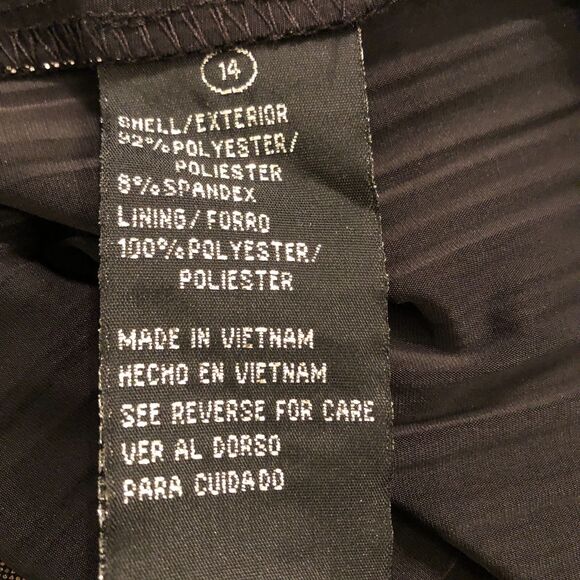 14
SHELL/EXTERIOR
92%POLYESTER/
POLIESTER
8%SPANDEX
LINING/FORRO
100%POLYESTER/
POLIESTER
MADE IN VIETNAM
HECHO EN VIETNAM
SEE REVERSE FOR CARE
VER AL DORSO
PARA CUIDADO